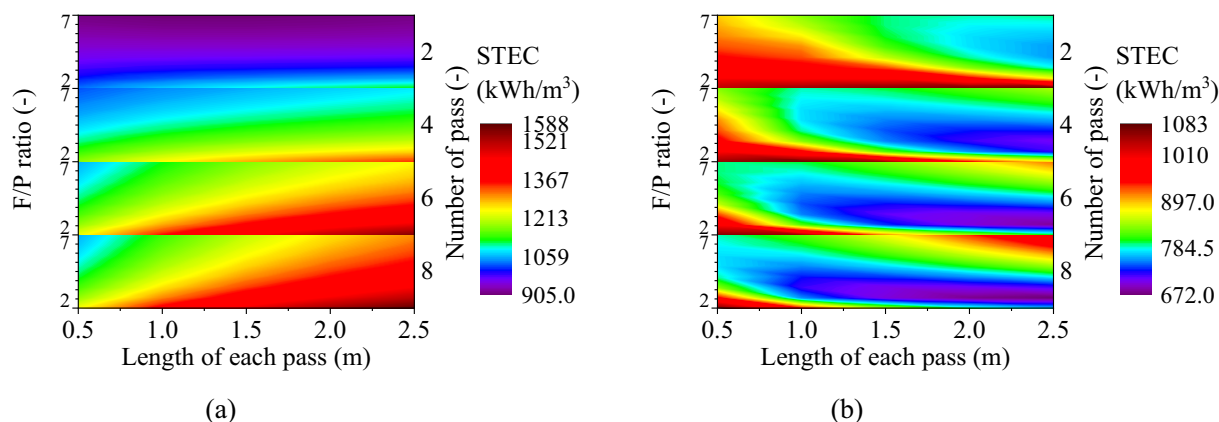 F/P ratio (-)
7
2
7
2
7
2
7
2
0.5 1.0 1.5 2.0 2.5
Length of each pass (m)
2
4
6
8
Number of pass (-)
STEC
(kWh/m³)
1588
1521
1367
1213
1059
905.0
(a)
F/P ratio (-)
7
2
7
2
7
2
7
2
0.5 1.0 1.5 2.0 2.5
Length of each pass (m)
2
4
6
8
Number of pass (-)
STEC
(kWh/m³)
1083
1010
897.0
784.5
672.0
(b)